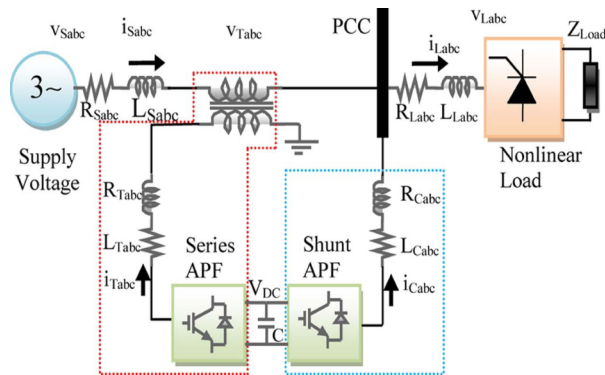 vSabc
iSabc
vTabc
PCC
vLabc
iLabc
ZLoad
3~
RSabc
LSabc
RLabc
LLabc
Supply
Voltage
Nonlinear
Load
RTabc
LTabc
iTabc
Series
APF
VDC
C
Shunt
APF
RCabc
LCabc
iCabc